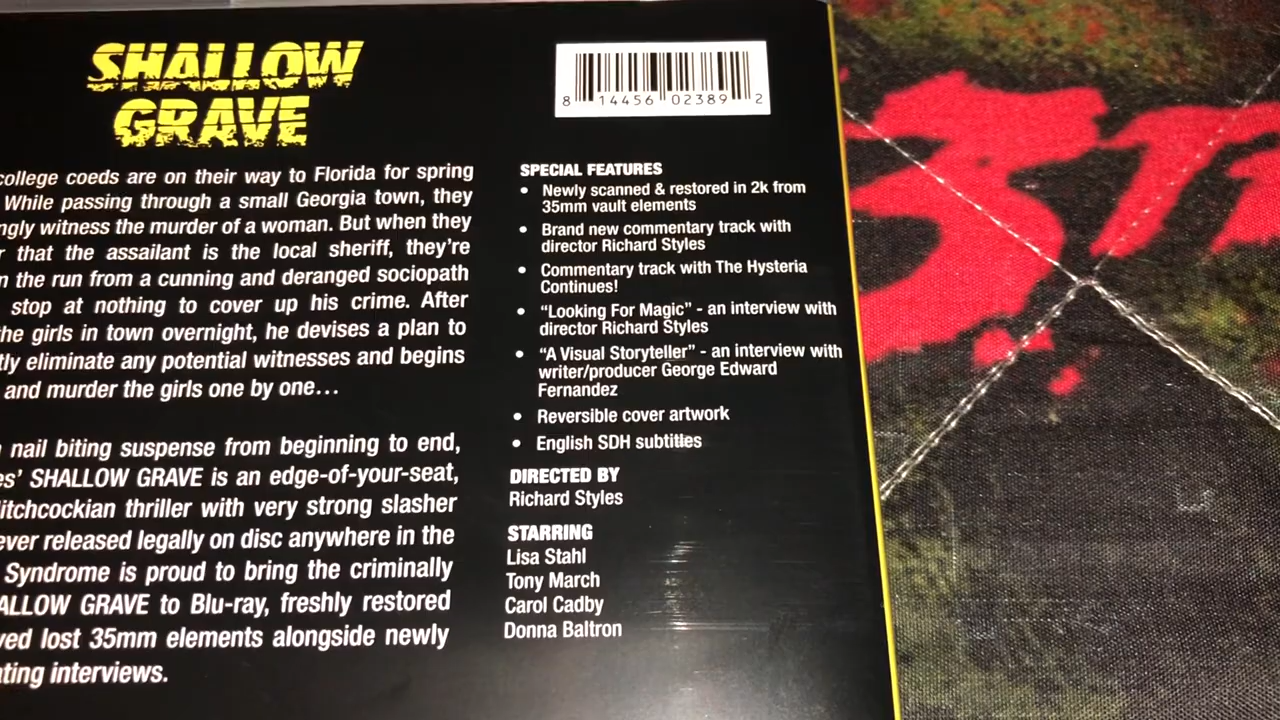 SHALLOW
GRAVE
college coeds are on their way to Florida for spring
While passing through a small Georgia town, they
ngly witness the murder of a woman. But when they
r that the assailant is the local sheriff, they're
n the run from a cunning and deranged sociopath
stop at nothing to cover up his crime. After
the girls in town overnight, he devises a plan to
tly eliminate any potential witnesses and begins
and murder the girls one by one...
nail biting suspense from beginning to end,
es' SHALLOW GRAVE is an edge-of-your-seat,
litchcockian thriller with very strong slasher
ever released legally on disc anywhere in the
Syndrome is proud to bring the criminally
ALLOW GRAVE to Blu-ray, freshly restored
ved lost 35mm elements alongside newly
ating interviews.
8 14456 02389 2
SPECIAL FEATURES
• Newly scanned & restored in 2k from
35mm vault elements
• Brand new commentary track with
director Richard Styles
• Commentary track with The Hysteria
Continues!
• "Looking For Magic" - an interview with
director Richard Styles
• "A Visual Storyteller" - an interview with
writer/producer George Edward
Fernandez
• Reversible cover artwork
• English SDH subtitles
DIRECTED BY
Richard Styles
STARRING
Lisa Stahl
Tony March
Carol Cadby
Donna Baltron